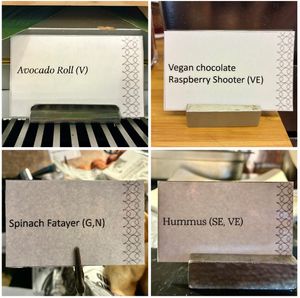 Avocado Roll (V)
Vegan chocolate
Raspberry Shooter (VE)
Spinach Fatayer (G,N)
Hummus (SE, VE)